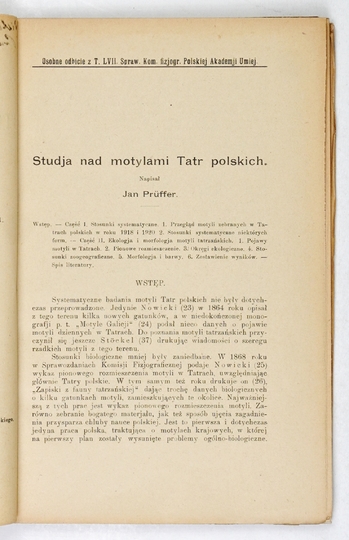 Osobne odbicie z T. LVII. Spraw. Kom. fizjogr. Polskiej Akademji Umiej.
Studja nad motylami Tatr polskich.
Napisał
Jan Prüffer.
Wstęp. — Część I. Stosunki systematyczne. 1. Przegląd motyli zebranych w Ta-
trach polskich w roku 1918 i 1920 2. Stosunki systematyczne niektórych
form. — Część II. Ekologja i morfologja motyli tatrzańskich. 1. Pojawy
motyli w Tatrach. 2. Pionowe rozmieszczenie. 3. Okręgi ekologiczne. 4. Sto-
sunki zoogeograficzne. 5. Morfologja i barwy. 6. Zestawienie wyników. —
Spis literatury.
WSTĘP.
Systematyczne badania motyli Tatr polskich nie były dotych-
czas przeprowadzone. Jedynie Nowicki (23) w 1864 roku opisał
z tego terenu kilka nowych gatunków, a w niedokończonej mono-
grafji p. t. „Motyle Galicji" (24) podał nieco danych o pojawie
motyli dziennych w Tatrach. Do poznania motyli tatrzańskich przy-
czynił się jeszcze Stöckel (37) drukując wiadomości o szeregu
rzadkich motyli z tego terenu.
Stosunki biologiczne mniej były zaniedbane. W 1868 roku
w Sprawozdaniach Komisji Fizjograficznej podaje Nowicki (25)
wykaz pionowego rozmieszczenia motyli w Tatrach, uwzględniając
głównie Tatry polskie. W tym samym też roku drukuje on (26),
„Zapiski z fauny tatrzańskiej" dając trochę danych biologicznych
o kilku gatunkach motyli, zamieszkujących te okolice. Najważniej-
szą z tych prac jest wykaz pionowego rozmieszczenia motyli. Za-
równo zebranie bogatego materjału, jak też sposób ujęcia zagadnie-
nia przysparza chluby nauce polskiej. Jest to pierwsza i dotychczas
jedyna praca polska, traktująca o motylach krajowych, w której
na pierwszy plan zostały wysunięte problemy ogólno-biologiczne.